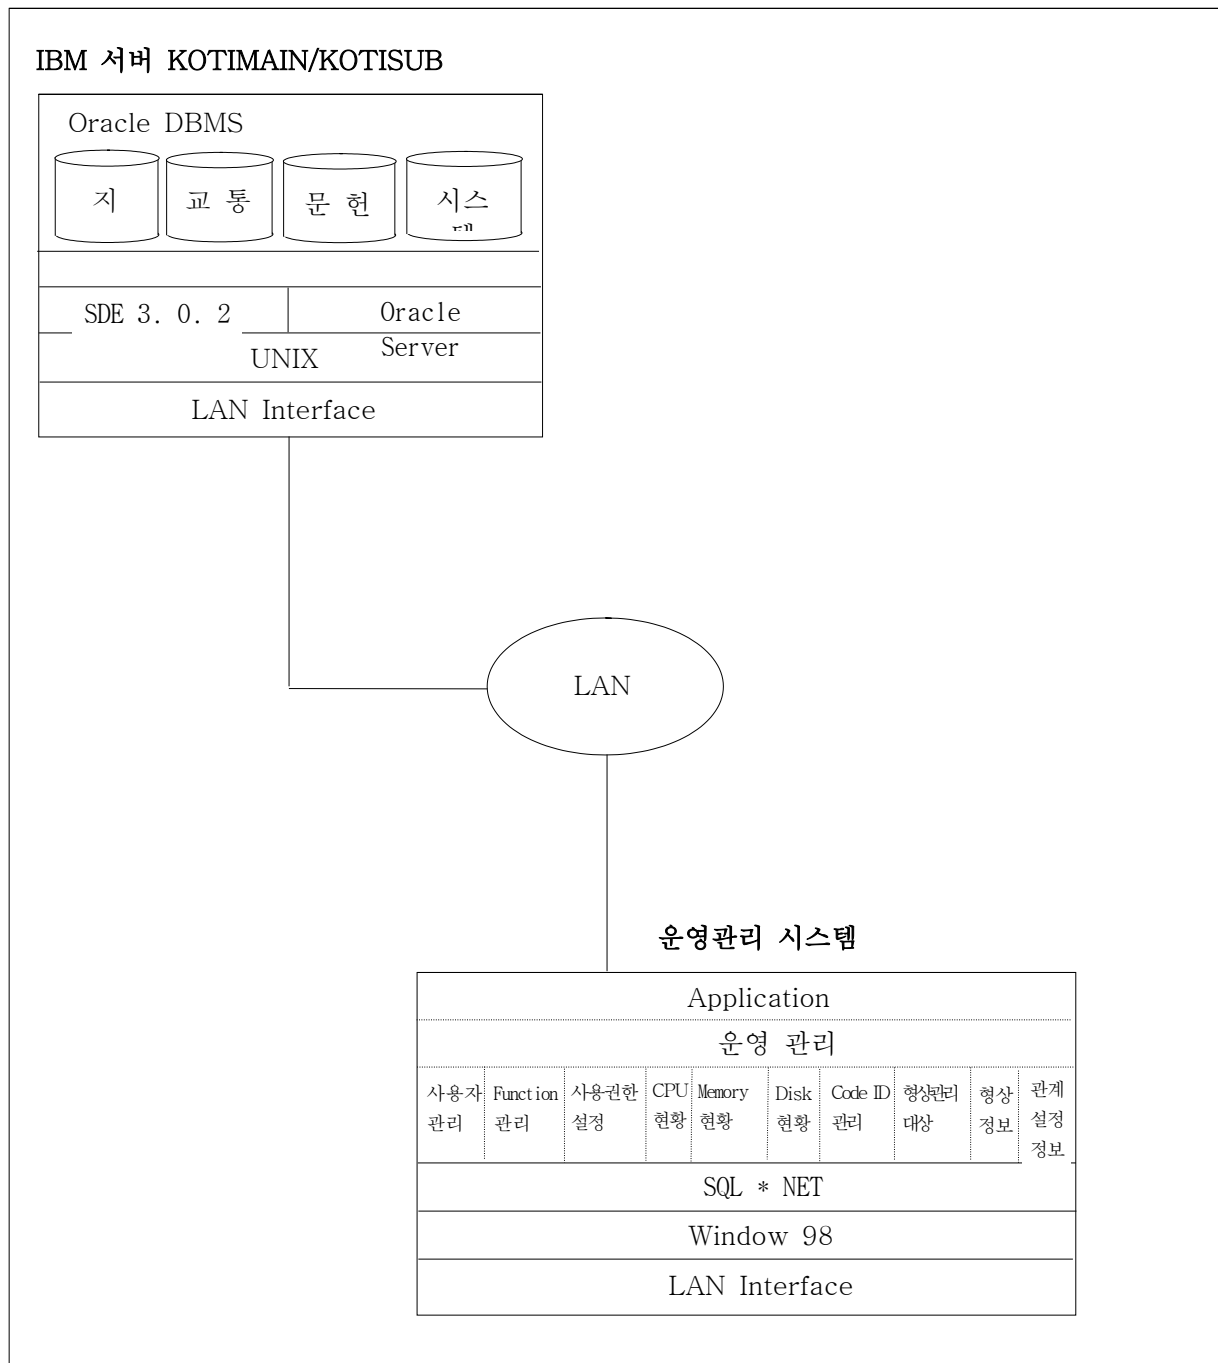 IBM 서버 KOTIMAIN/KOTISUB
Oracle DBMS
지
교 통
문 헌
시스
SDE 3. 0. 2
Oracle
Server
UNIX
LAN Interface
LAN
운영관리 시스템
Application
운영 관리
사용자
관리
Function
관리
사용권한
설정
CPU
현황
Memory
현황
Disk
현황
Code ID
관리
형상관리
대상
형상
정보
관계
설정
정보
SQL * NET
Window 98
LAN Interface